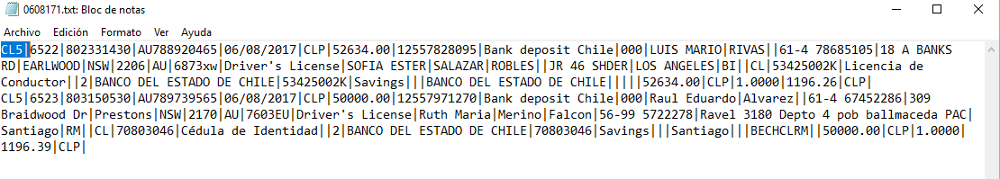 0608171.txt: Bloc de notas
Archivo Edición Formato Ver Ayuda
CL5|6522|802331430|AU788920465|06/08/2017|CLP|52634.00|12557828095|Bank deposit Chile|000|LUIS MARIO|RIVAS||61-4 78685105|18 A BANKS
RD|EARLWOOD|NSW|2206|AU|6873xw|Driver's License|SOFIA ESTER|SALAZAR|ROBLES||JR 46 SHDER|LOS ANGELES|BI||CL|53425002K|Licencia de
Conductor||2|BANCO DEL ESTADO DE CHILE|53425002K|Savings|||BANCO DEL ESTADO DE CHILE|||||52634.00|CLP|1.0000|1196.26|CLP|
CL5|6523|803150530|AU789739565|06/08/2017|CLP|50000.00|12557971270|Bank deposit Chile|000|Raul Eduardo|Alvarez||61-4 67452286|309
Braidwood Dr|Prestons|NSW|2170|AU|7603EU|Driver's License|Ruth Maria|Merino|Falcon|56-99 5722278|Ravel 3180 Depto 4 pob ballmaceda PAC|
Santiago|RM||CL|70803046|Cédula de Identidad||2|BANCO DEL ESTADO DE CHILE|70803046|Savings|||Santiago|||BECHCLRM||50000.00|CLP|1.0000|
1196.39|CLP|